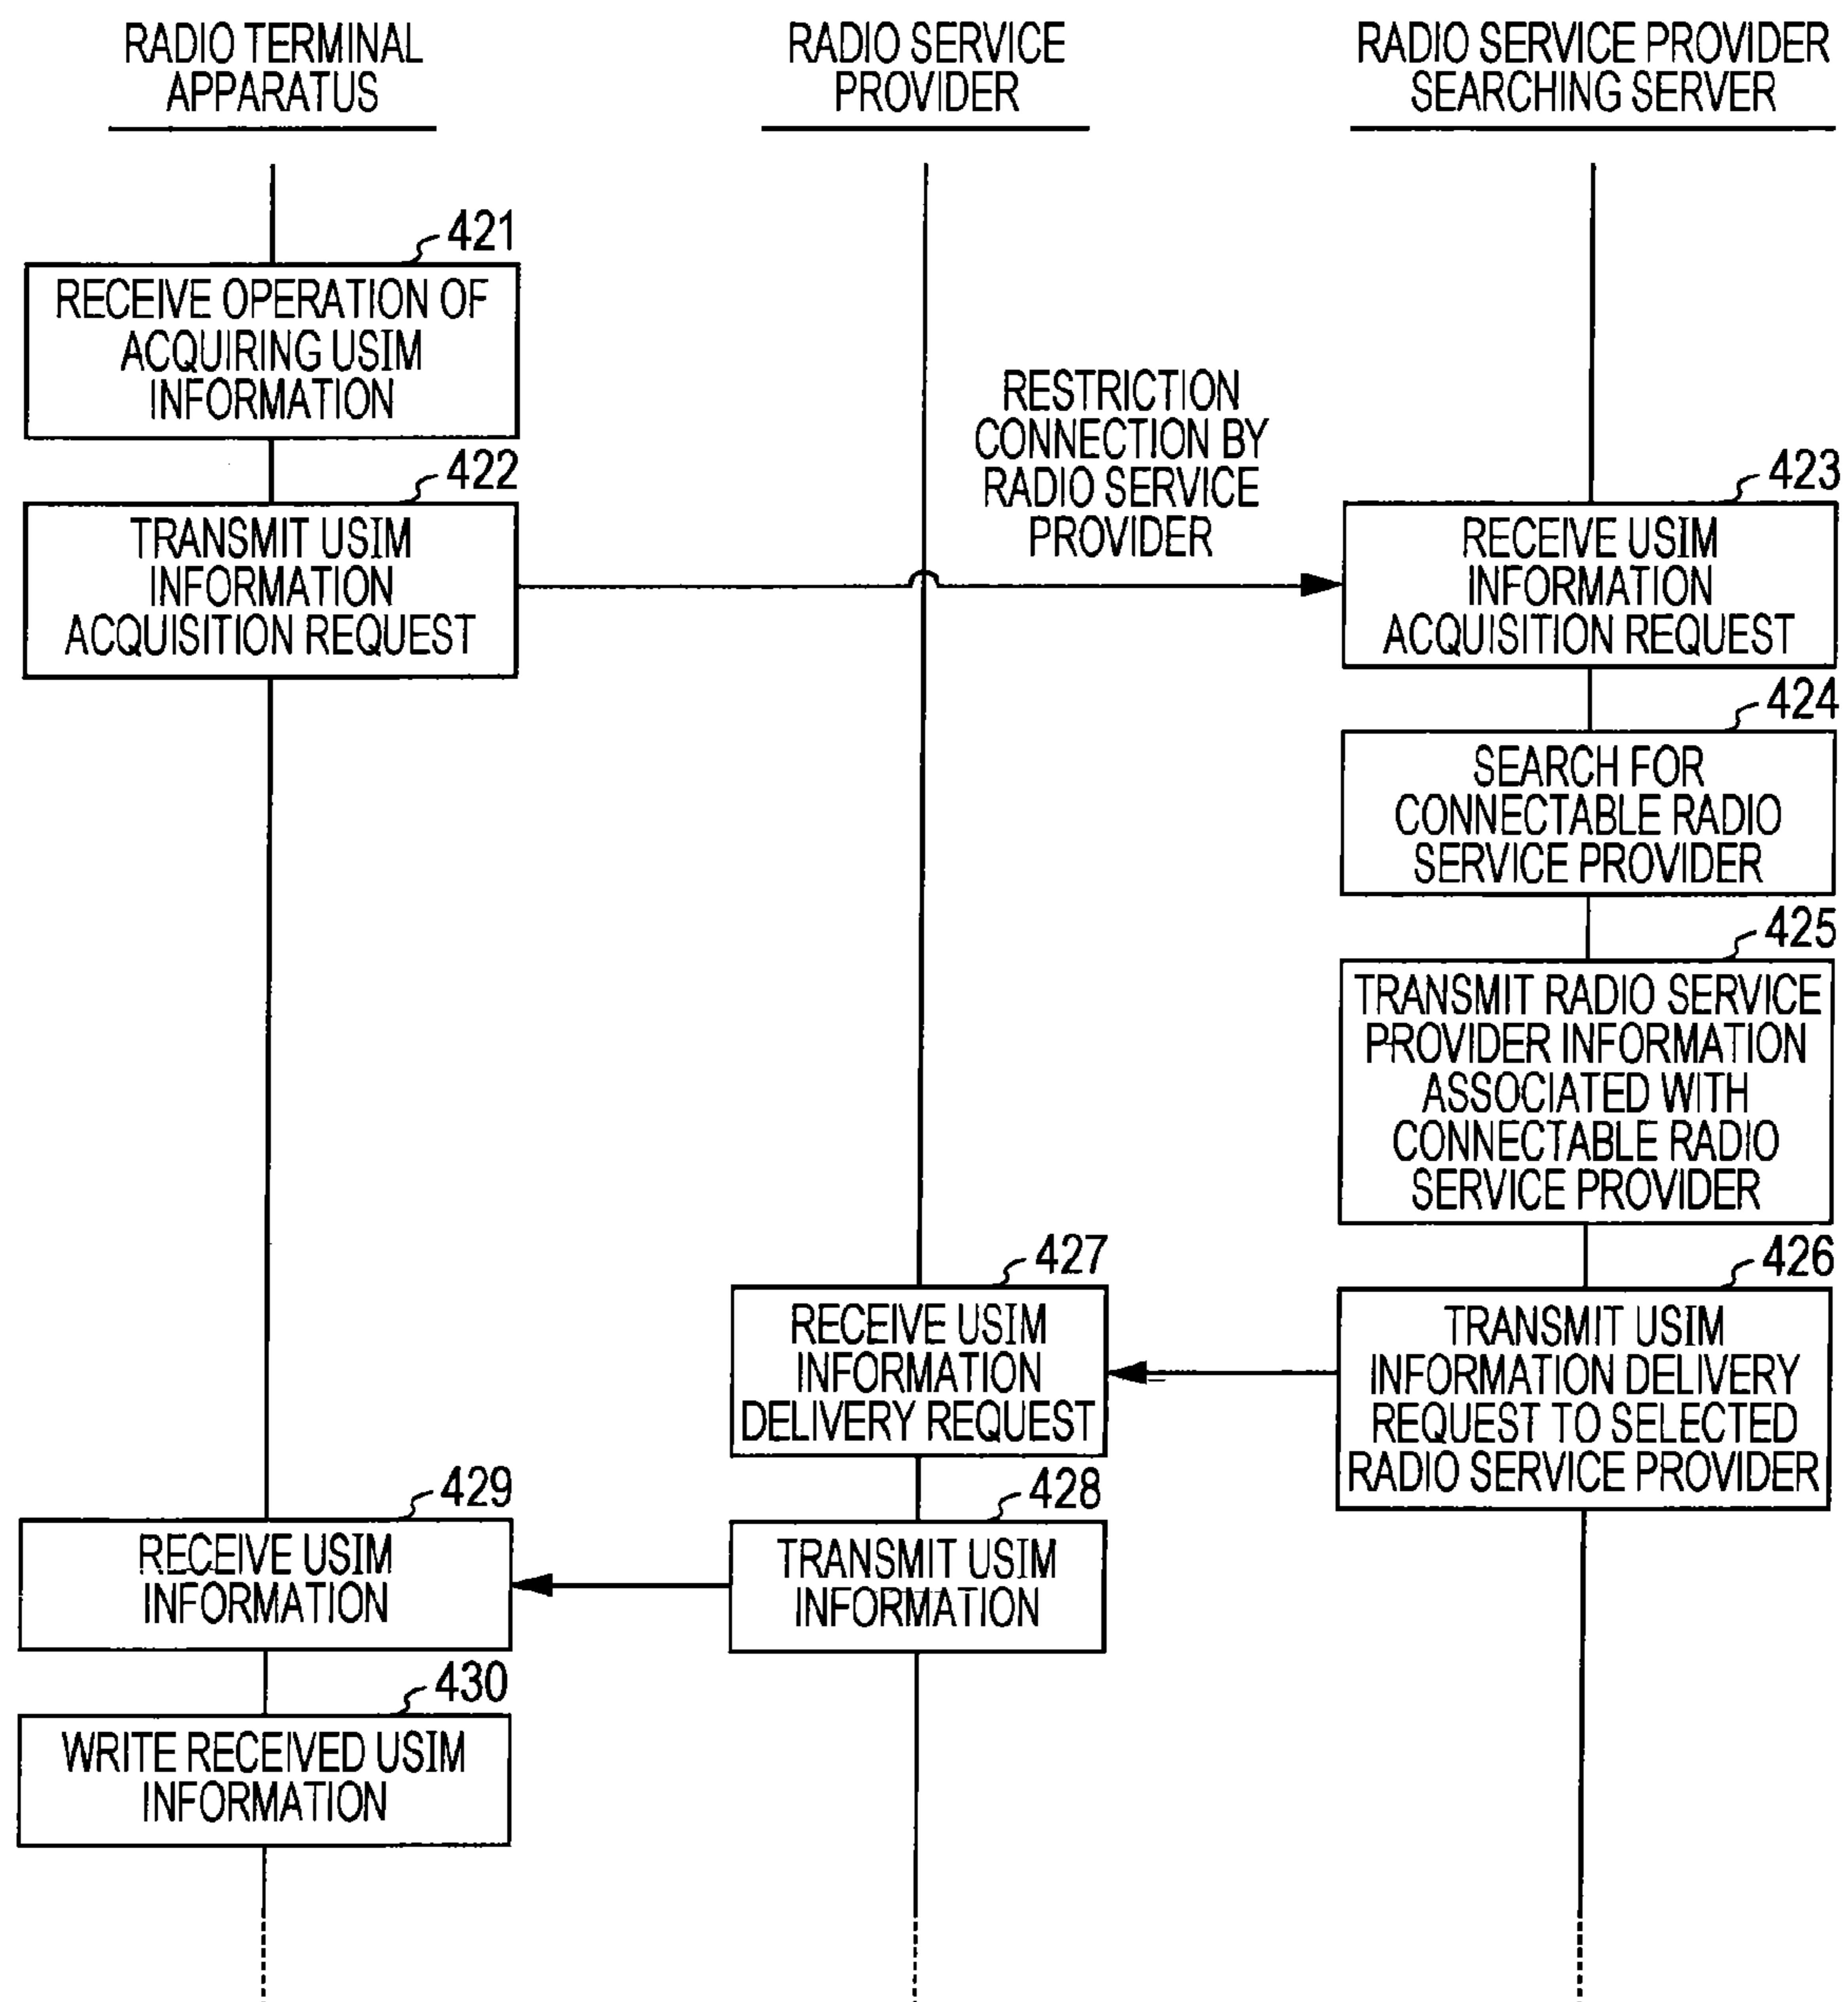 RADIO TERMINAL
APPARATUS
RADIO SERVICE
PROVIDER
RADIO SERVICE PROVIDER
SEARCHING SERVER
421
RECEIVE OPERATION OF
ACQUIRING USIM
INFORMATION
RESTRICTION
CONNECTION BY
RADIO SERVICE
PROVIDER
422
TRANSMIT USIM
INFORMATION
ACQUISITION REQUEST
423
RECEIVE USIM
INFORMATION
ACQUISITION REQUEST
424
SEARCH FOR
CONNECTABLE RADIO
SERVICE PROVIDER
425
TRANSMIT RADIO SERVICE
PROVIDER INFORMATION
ASSOCIATED WITH
CONNECTABLE RADIO
SERVICE PROVIDER
426
TRANSMIT USIM
INFORMATION DELIVERY
REQUEST TO SELECTED
RADIO SERVICE PROVIDER
427
RECEIVE USIM
INFORMATION
DELIVERY REQUEST
428
TRANSMIT USIM
INFORMATION
429
RECEIVE USIM
INFORMATION
430
WRITE RECEIVED USIM
INFORMATION